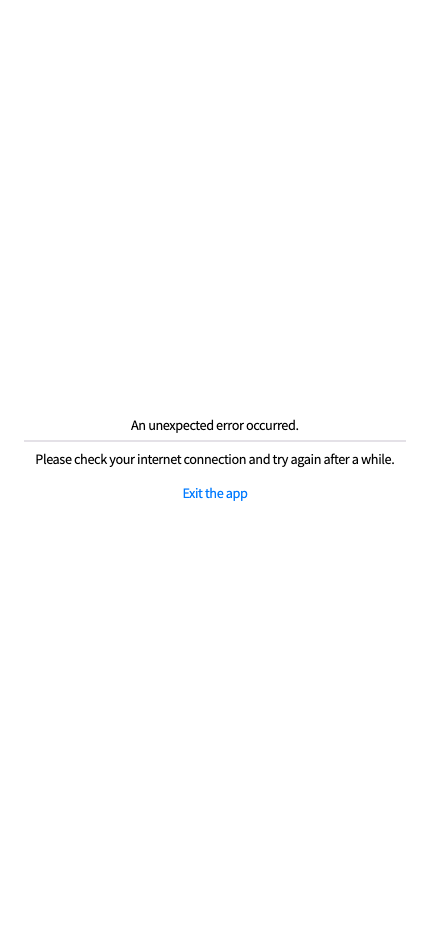 An unexpected error occurred.
Please check your internet connection and try again after a while.
Exit the app